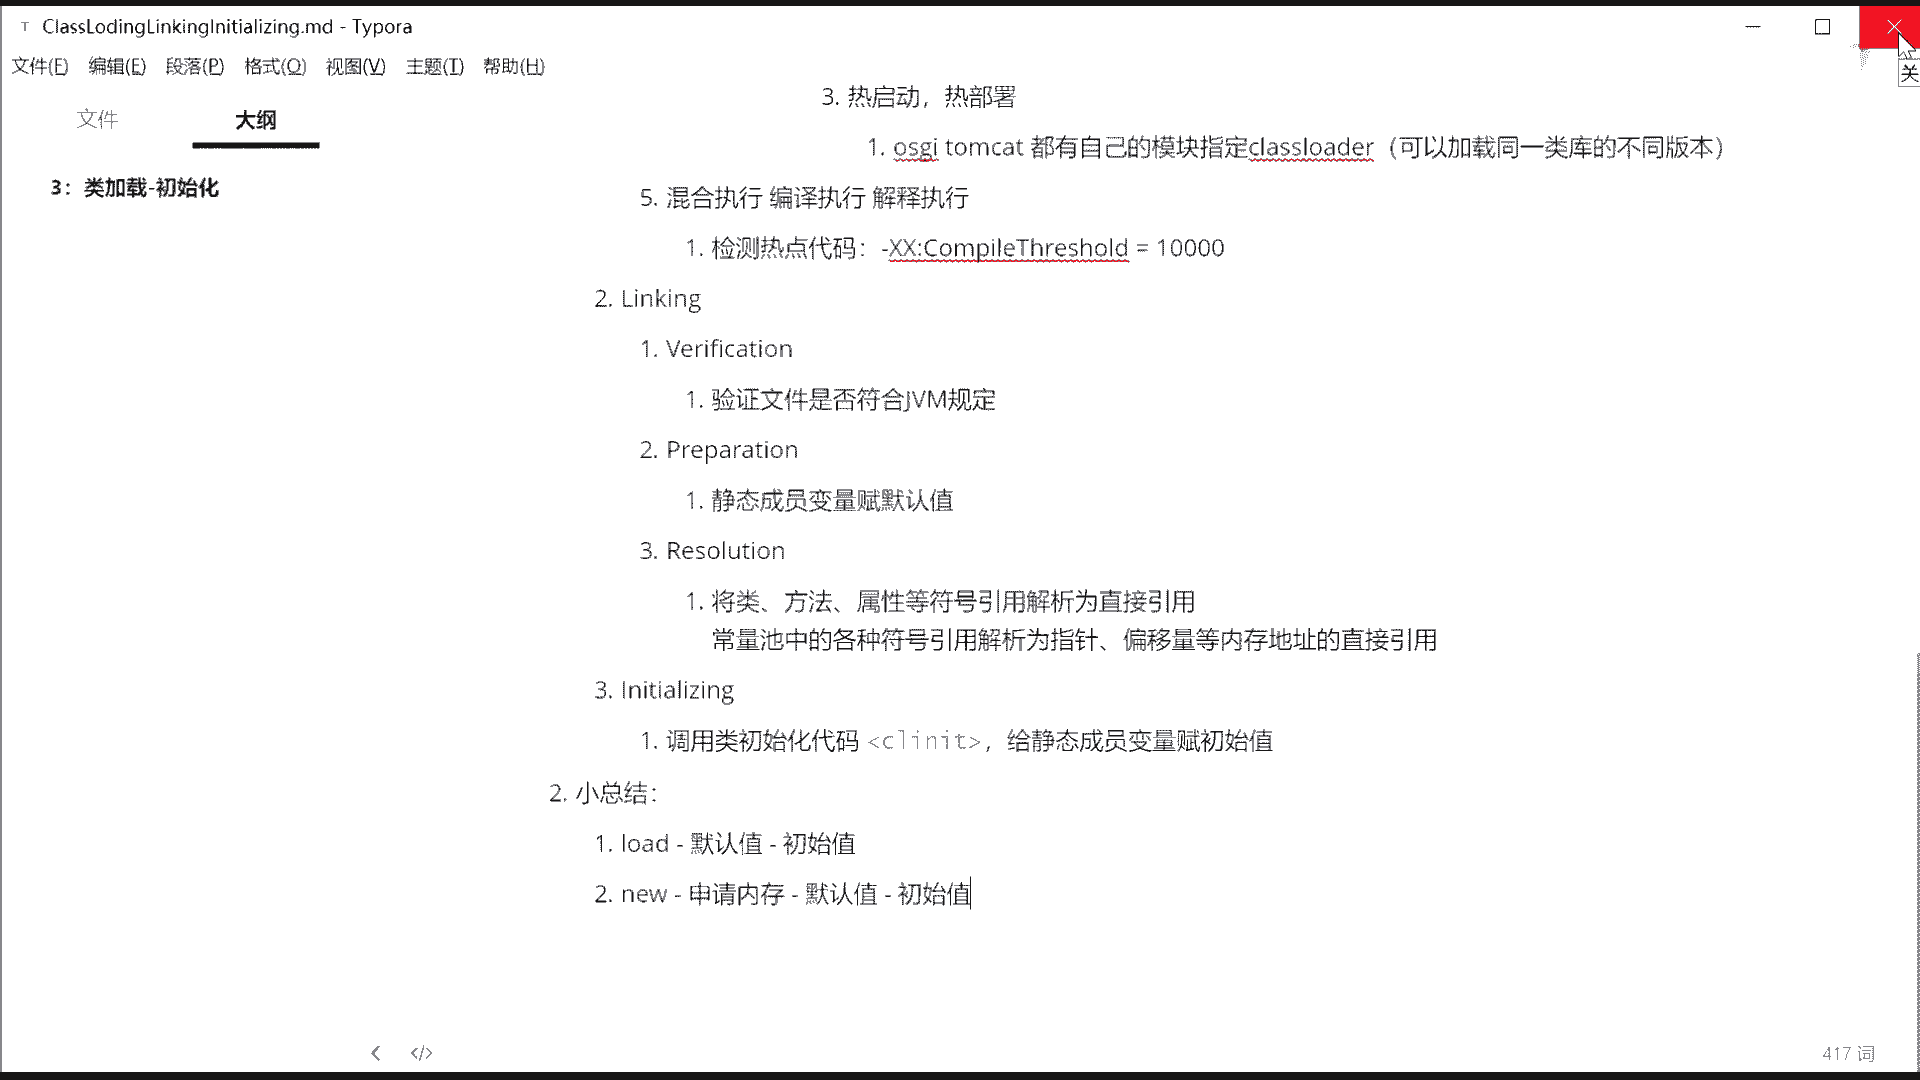 T ClassLodingLinkingInitializing.md - Typora
文件(F) 编辑(E) 段落(P) 格式(O) 视图(V) 主题(T) 帮助(H)
文件 大纲
3：类加载-初始化
3. 热启动，热部署
1. osgi tomcat 都有自己的模块指定classloader（可以加载同一类库的不同版本）
5. 混合执行 编译执行 解释执行
1. 检测热点代码：-XX:CompileThreshold = 10000
2. Linking
1. Verification
1. 验证文件是否符合JVM规定
2. Preparation
1. 静态成员变量赋默认值
3. Resolution
1. 将类、方法、属性等符号引用解析为直接引用
常量池中的各种符号引用解析为指针、偏移量等内存地址的直接引用
3. Initializing
1. 调用类初始化代码 <clinit>，给静态成员变量赋初始值
2. 小总结：
1. load - 默认值 - 初始值
2. new - 申请内存 - 默认值 - 初始值
417 词
关